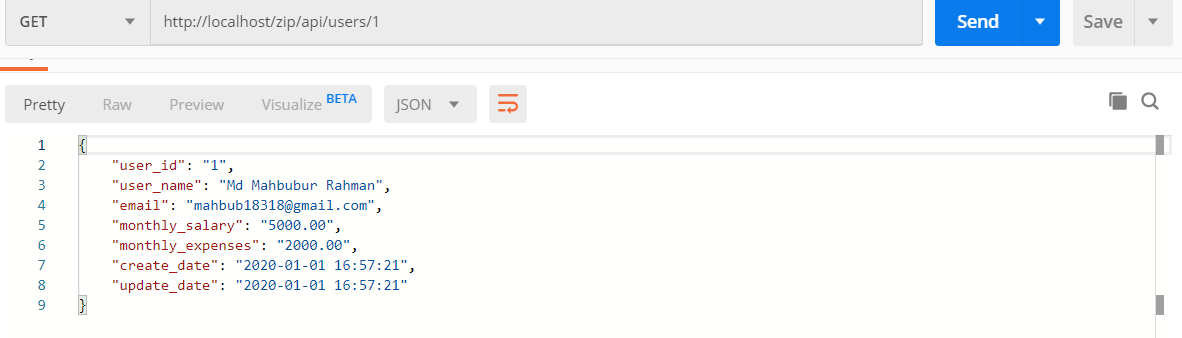 GET http://localhost/zip/api/users/1 Send Save
Pretty Raw Preview Visualize BETA JSON
1 {
2 "user_id": "1",
3 "user_name": "Md Mahbubur Rahman",
4 "email": "mahbub18318@gmail.com",
5 "monthly_salary": "5000.00",
6 "monthly_expenses": "2000.00",
7 "create_date": "2020-01-01 16:57:21",
8 "update_date": "2020-01-01 16:57:21"
9 }